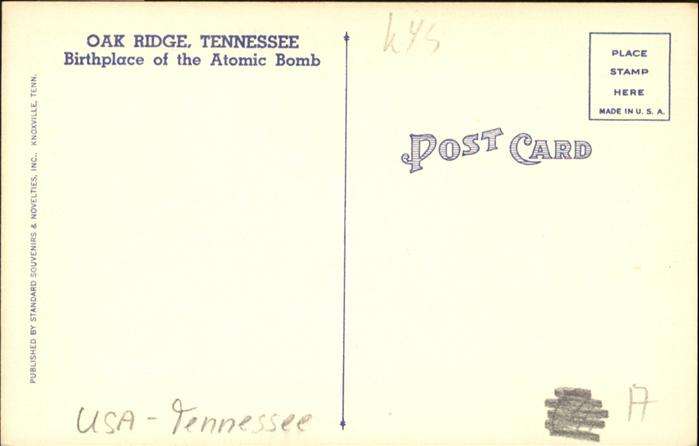 OAK RIDGE, TENNESSEE
Birthplace of the Atomic Bomb
PUBLISHED BY STANDARD SOUVENIRS & NOVELTIES, INC. KNOXVILLE, TENN.
POST CARD
PLACE
STAMP
HERE
MADE IN U. S. A.
USA - Tennessee
A